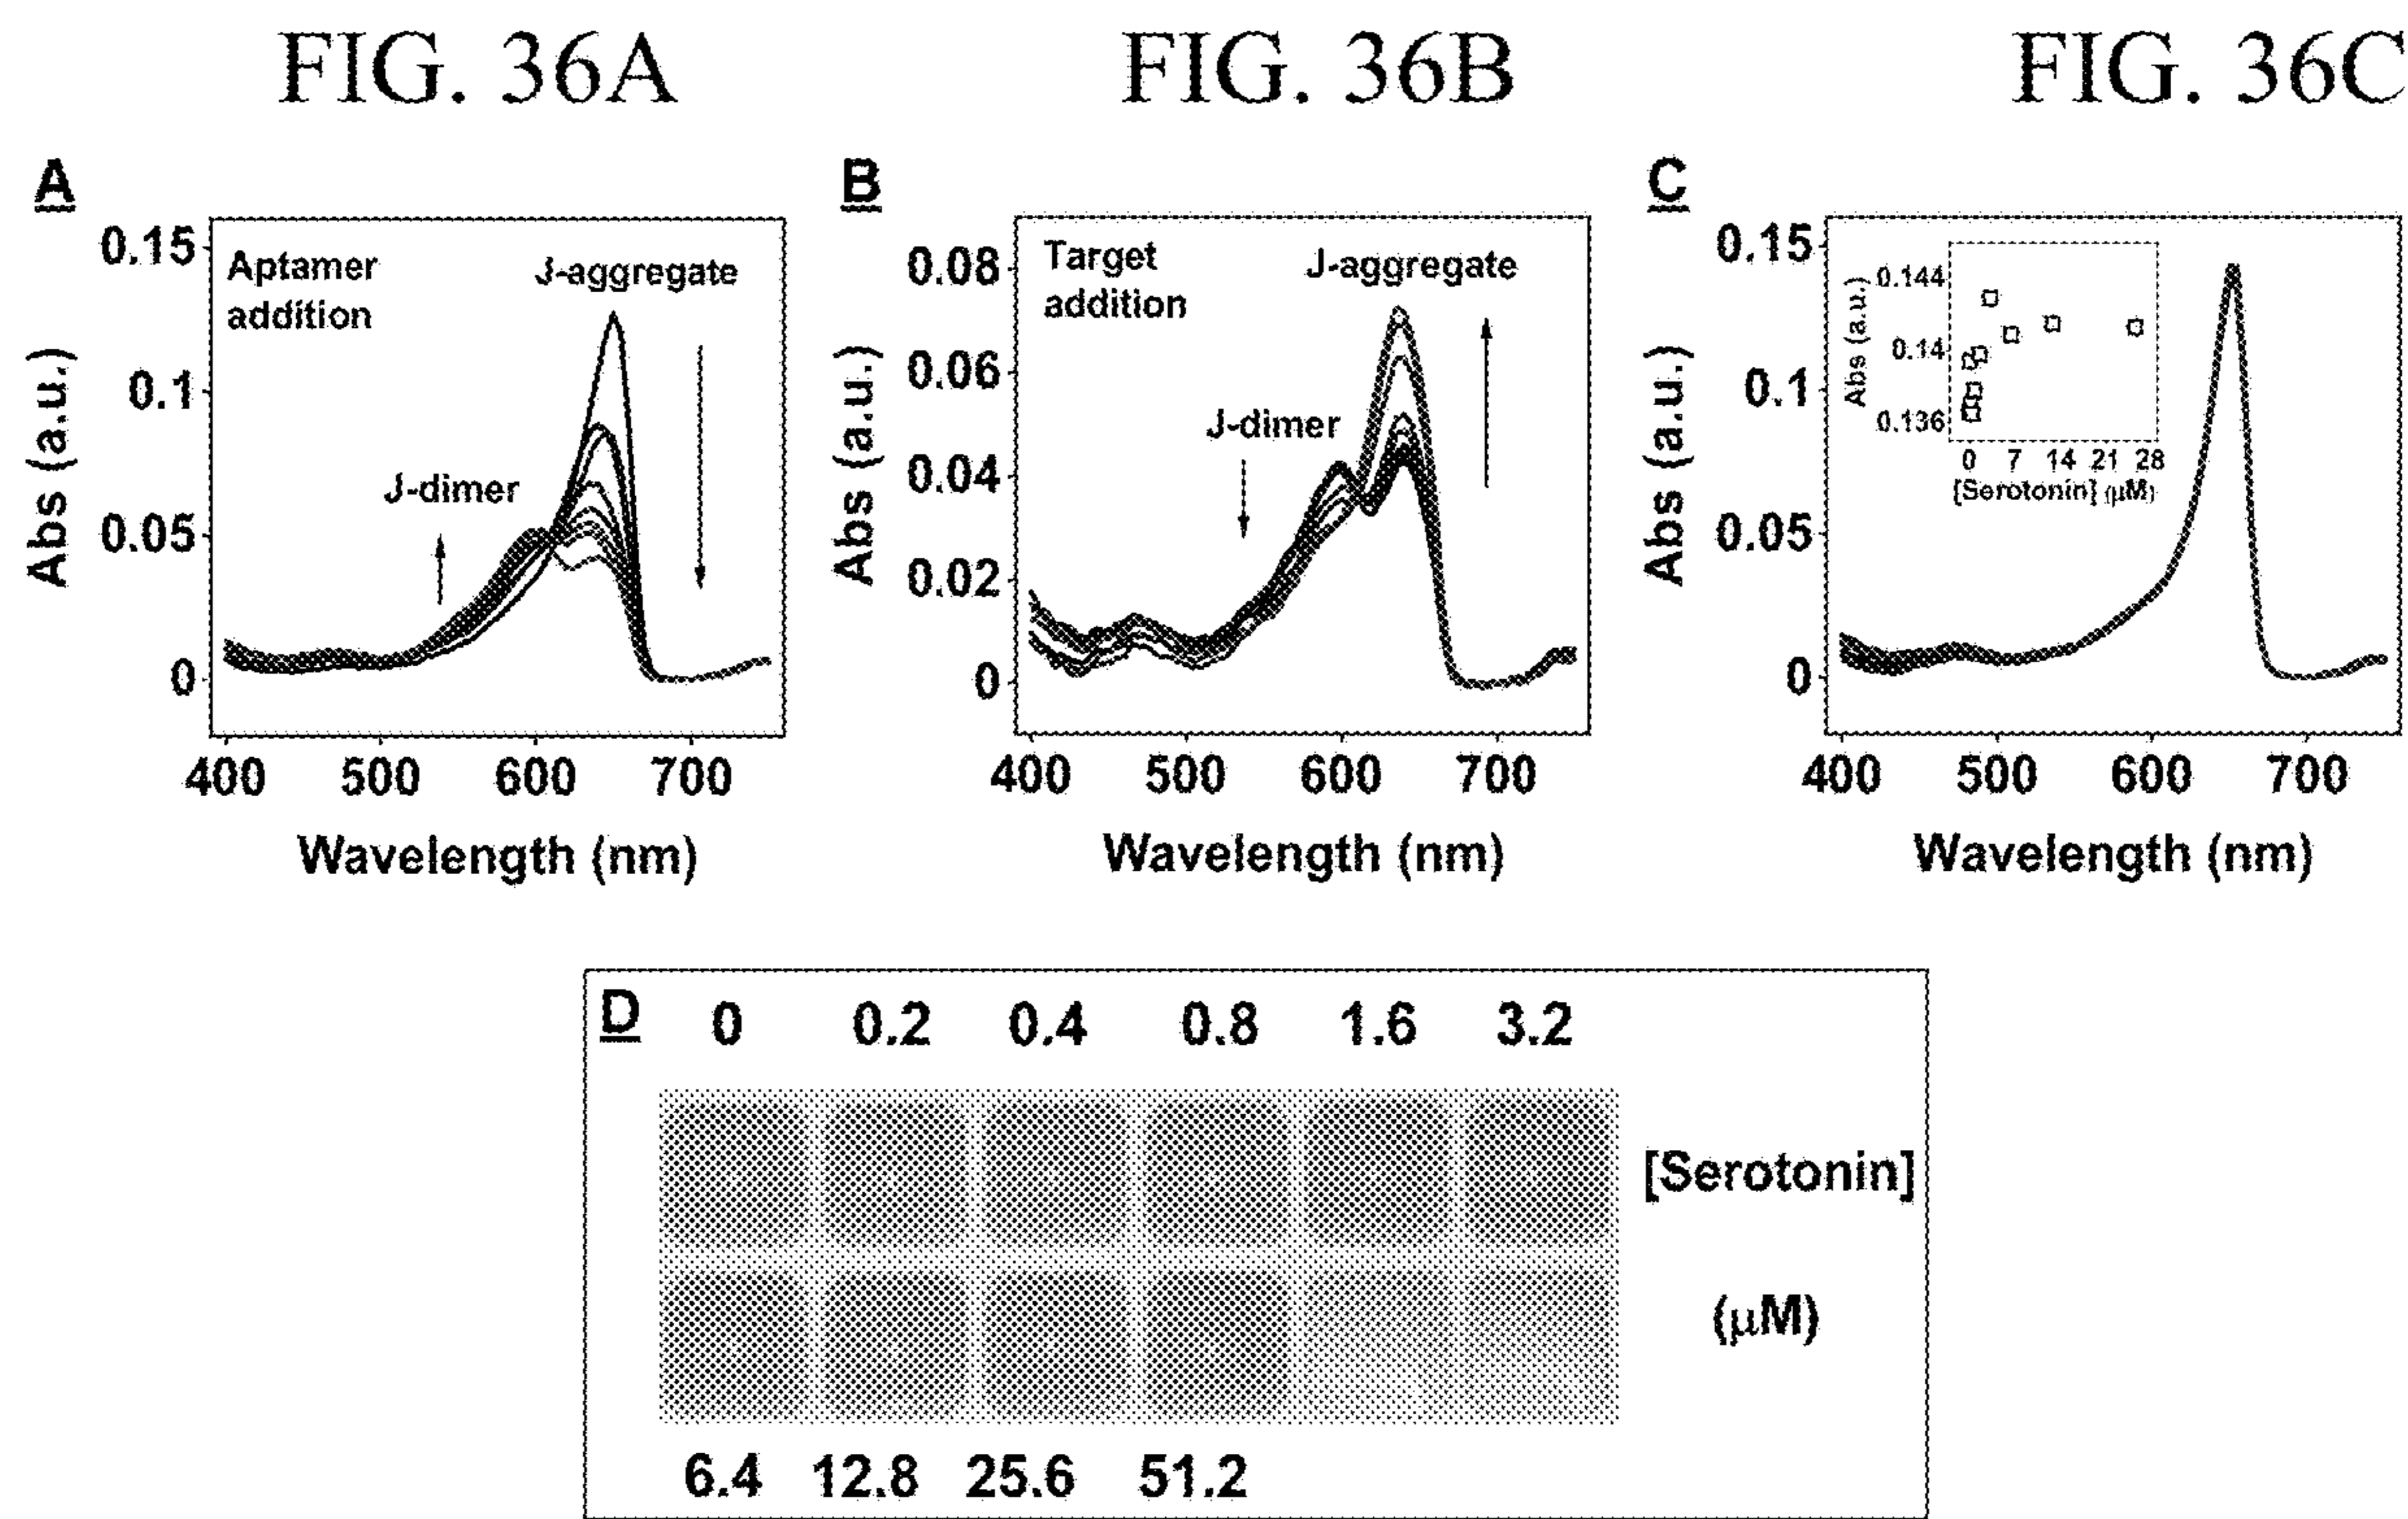 FIG. 36A
FIG. 36B
FIG. 36C
A
Aptamer
addition
J-aggregate
J-dimer
0.15
0.1
0.05
0
Abs (a.u.)
400 500 600 700
Wavelength (nm)
B
Target
addition
J-aggregate
J-dimer
0.08
0.06
0.04
0.02
0
Abs (a.u.)
400 500 600 700
Wavelength (nm)
C
0.15
0.1
0.05
0
Abs (a.u.)
0.144
0.14
0.136
Abs (a.u.)
0 7 14 21 28
[Serotonin] (μM)
400 500 600 700
Wavelength (nm)
D
0 0.2 0.4 0.8 1.6 3.2
[Serotonin]
(μM)
6.4 12.8 25.6 51.2